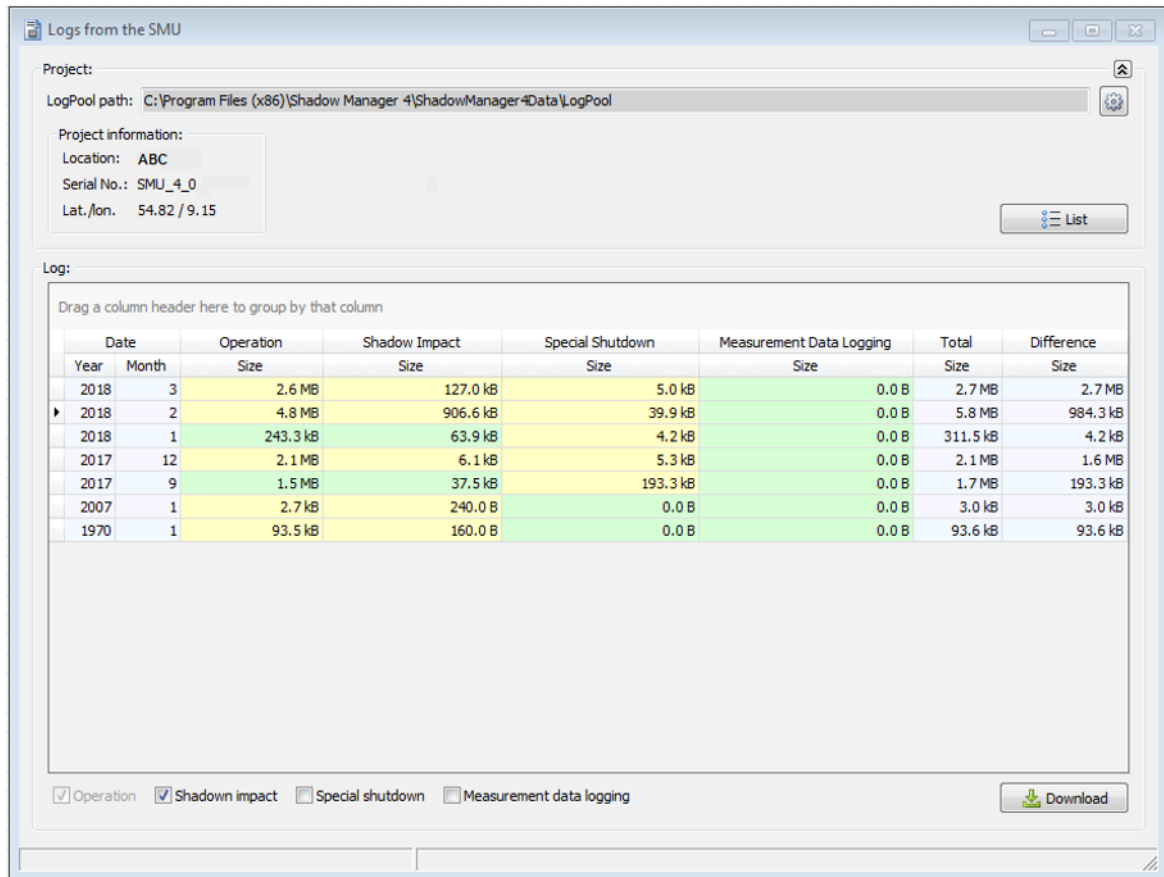 Logs from the SMU
Project:
LogPool path: C:\Program Files (x86)\Shadow Manager 4\ShadowManager4Data\LogPool
Project information:
Location: ABC
Serial No.: SMU_4_0
Lat./lon. 54.82 / 9.15
List
Log:
Drag a column header here to group by that column
Date Operation Shadow Impact Special Shutdown Measurement Data Logging Total Difference
Year Month Size Size Size Size Size Size
2018 3 2.6 MB 127.0 kB 5.0 kB 0.0 B 2.7 MB 2.7 MB
2018 2 4.8 MB 906.6 kB 39.9 kB 0.0 B 5.8 MB 984.3 kB
2018 1 243.3 kB 63.9 kB 4.2 kB 0.0 B 311.5 kB 4.2 kB
2017 12 2.1 MB 6.1 kB 5.3 kB 0.0 B 2.1 MB 1.6 MB
2017 9 1.5 MB 37.5 kB 193.3 kB 0.0 B 1.7 MB 193.3 kB
2007 1 2.7 kB 240.0 B 0.0 B 0.0 B 3.0 kB 3.0 kB
1970 1 93.5 kB 160.0 B 0.0 B 0.0 B 93.6 kB 93.6 kB
Operation Shadown impact Special shutdown Measurement data logging
Download